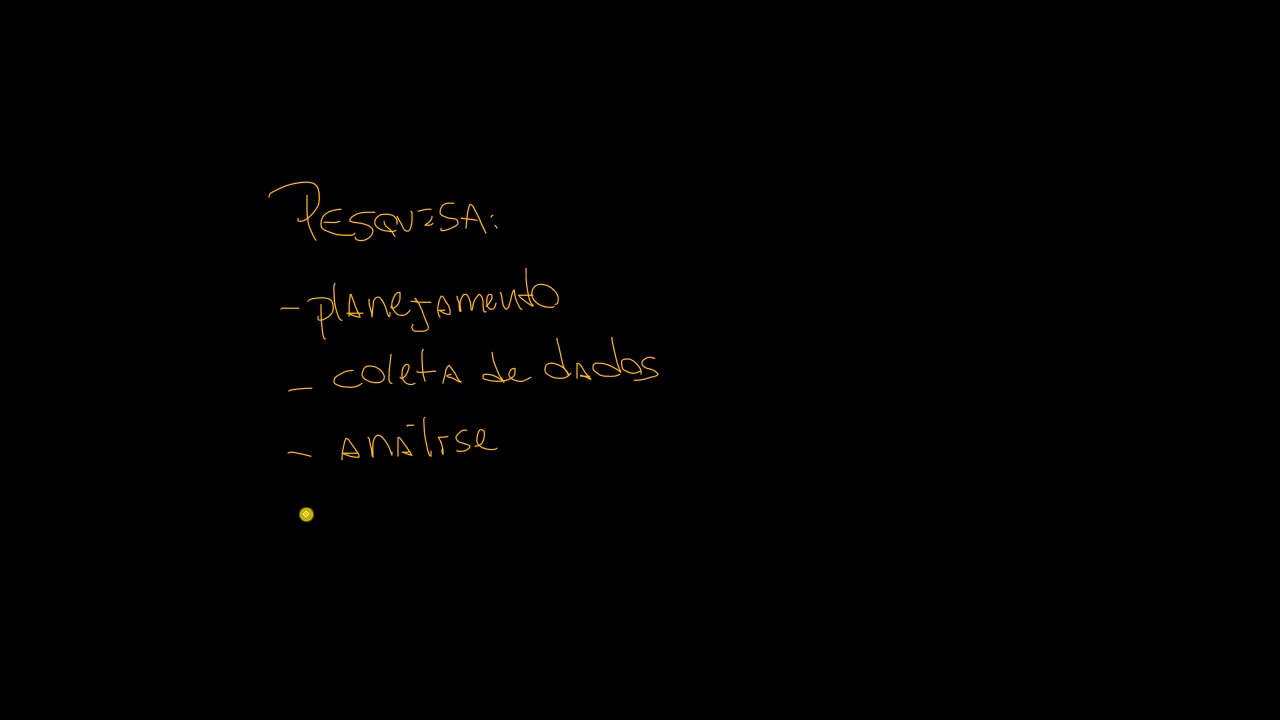 PESQUISA:
- planejamento
- coleta de dados
- análise